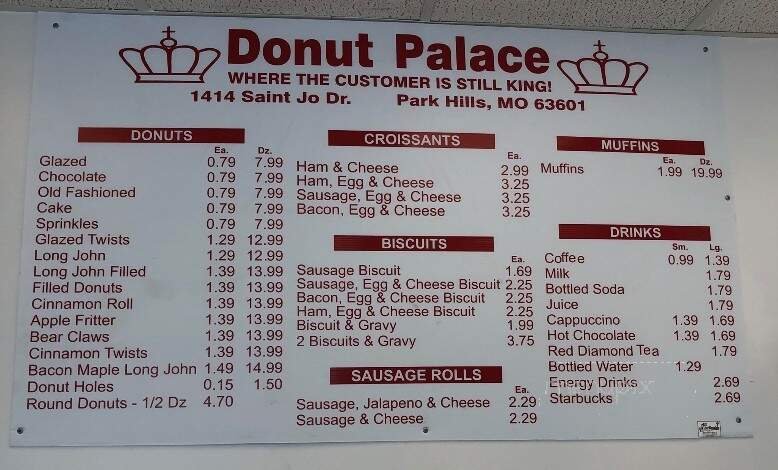 Donut Palace
WHERE THE CUSTOMER IS STILL KING!
1414 Saint Jo Dr. Park Hills, MO 63601
DONUTS
Ea. Dz.
Glazed 0.79 7.99
Chocolate 0.79 7.99
Old Fashioned 0.79 7.99
Cake 0.79 7.99
Sprinkles 0.79 7.99
Glazed Twists 1.29 12.99
Long John 1.29 12.99
Long John Filled 1.39 13.99
Filled Donuts 1.39 13.99
Cinnamon Roll 1.39 13.99
Apple Fritter 1.39 13.99
Bear Claws 1.39 13.99
Cinnamon Twists 1.39 13.99
Bacon Maple Long John 1.49 14.99
Donut Holes 0.15 1.50
Round Donuts - 1/2 Dz 4.70
CROISSANTS
Ea.
Ham & Cheese 2.99
Ham, Egg & Cheese 3.25
Sausage, Egg & Cheese 3.25
Bacon, Egg & Cheese 3.25
BISCUITS
Ea.
Sausage Biscuit 1.69
Sausage, Egg & Cheese Biscuit 2.25
Bacon, Egg & Cheese Biscuit 2.25
Ham, Egg & Cheese Biscuit 2.25
Biscuit & Gravy 1.99
2 Biscuits & Gravy 3.75
SAUSAGE ROLLS
Ea.
Sausage, Jalapeno & Cheese 2.29
Sausage & Cheese 2.29
MUFFINS
Ea. Dz.
Muffins 1.99 19.99
DRINKS
Sm. Lg.
Coffee 0.99 1.39
Milk 1.79
Bottled Soda 1.79
Juice 1.79
Cappuccino 1.39 1.69
Hot Chocolate 1.39 1.69
Red Diamond Tea 1.79
Bottled Water 1.29
Energy Drinks 2.69
Starbucks 2.69